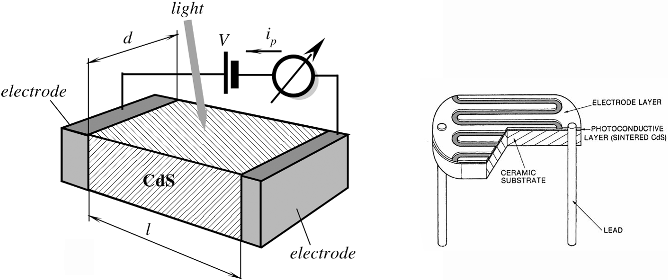 light
d
V
i_p
electrode
CdS
l
electrode
ELECTRODE LAYER
PHOTOCONDUCTIVE
LAYER (SINTERED CdS)
CERAMIC
SUBSTRATE
LEAD